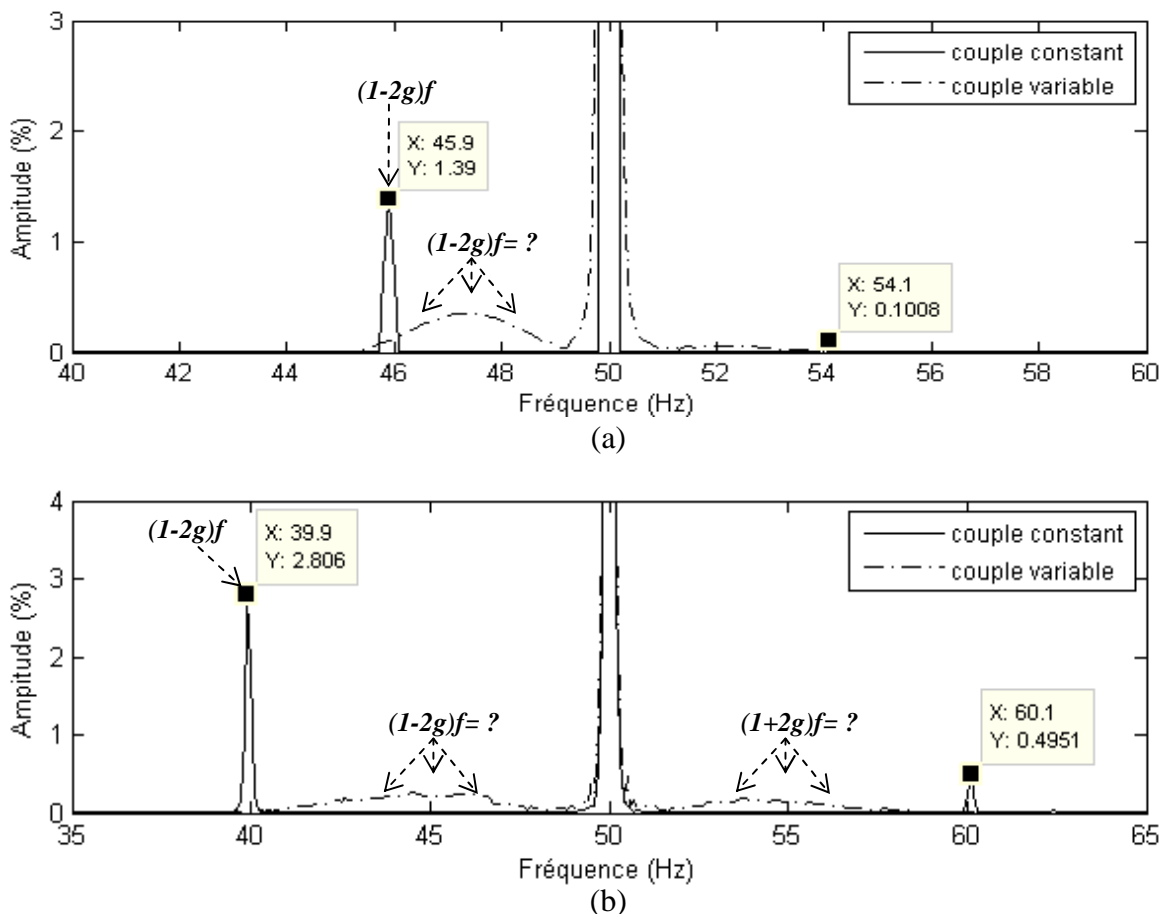 3
2
1
0
Ampitude (%)
couple constant
couple variable
(1-2g)f
X: 45.9
Y: 1.39
(1-2g)f= ?
X: 54.1
Y: 0.1008
40 42 44 46 48 50 52 54 56 58 60
Fréquence (Hz)
(a)
4
3
2
1
0
Ampitude (%)
couple constant
couple variable
(1-2g)f
X: 39.9
Y: 2.806
(1-2g)f= ?
(1+2g)f= ?
X: 60.1
Y: 0.4951
35 40 45 50 55 60 65
Fréquence (Hz)
(b)